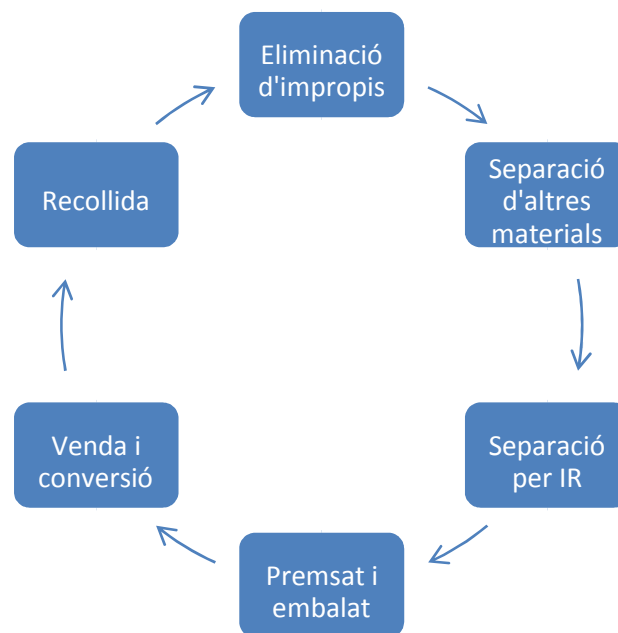 Eliminació
d'impropis
Separació
d'altres
materials
Separació
per IR
Premsat i
embalat
Venda i
conversió
Recollida